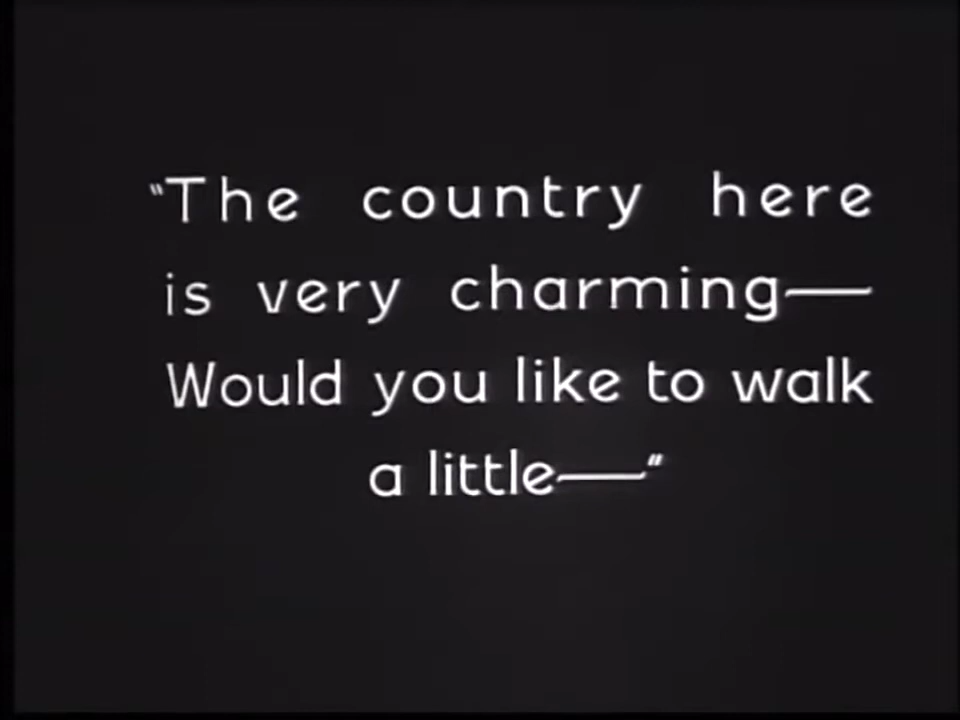 "The country here
is very charming—
Would you like to walk
a little—"